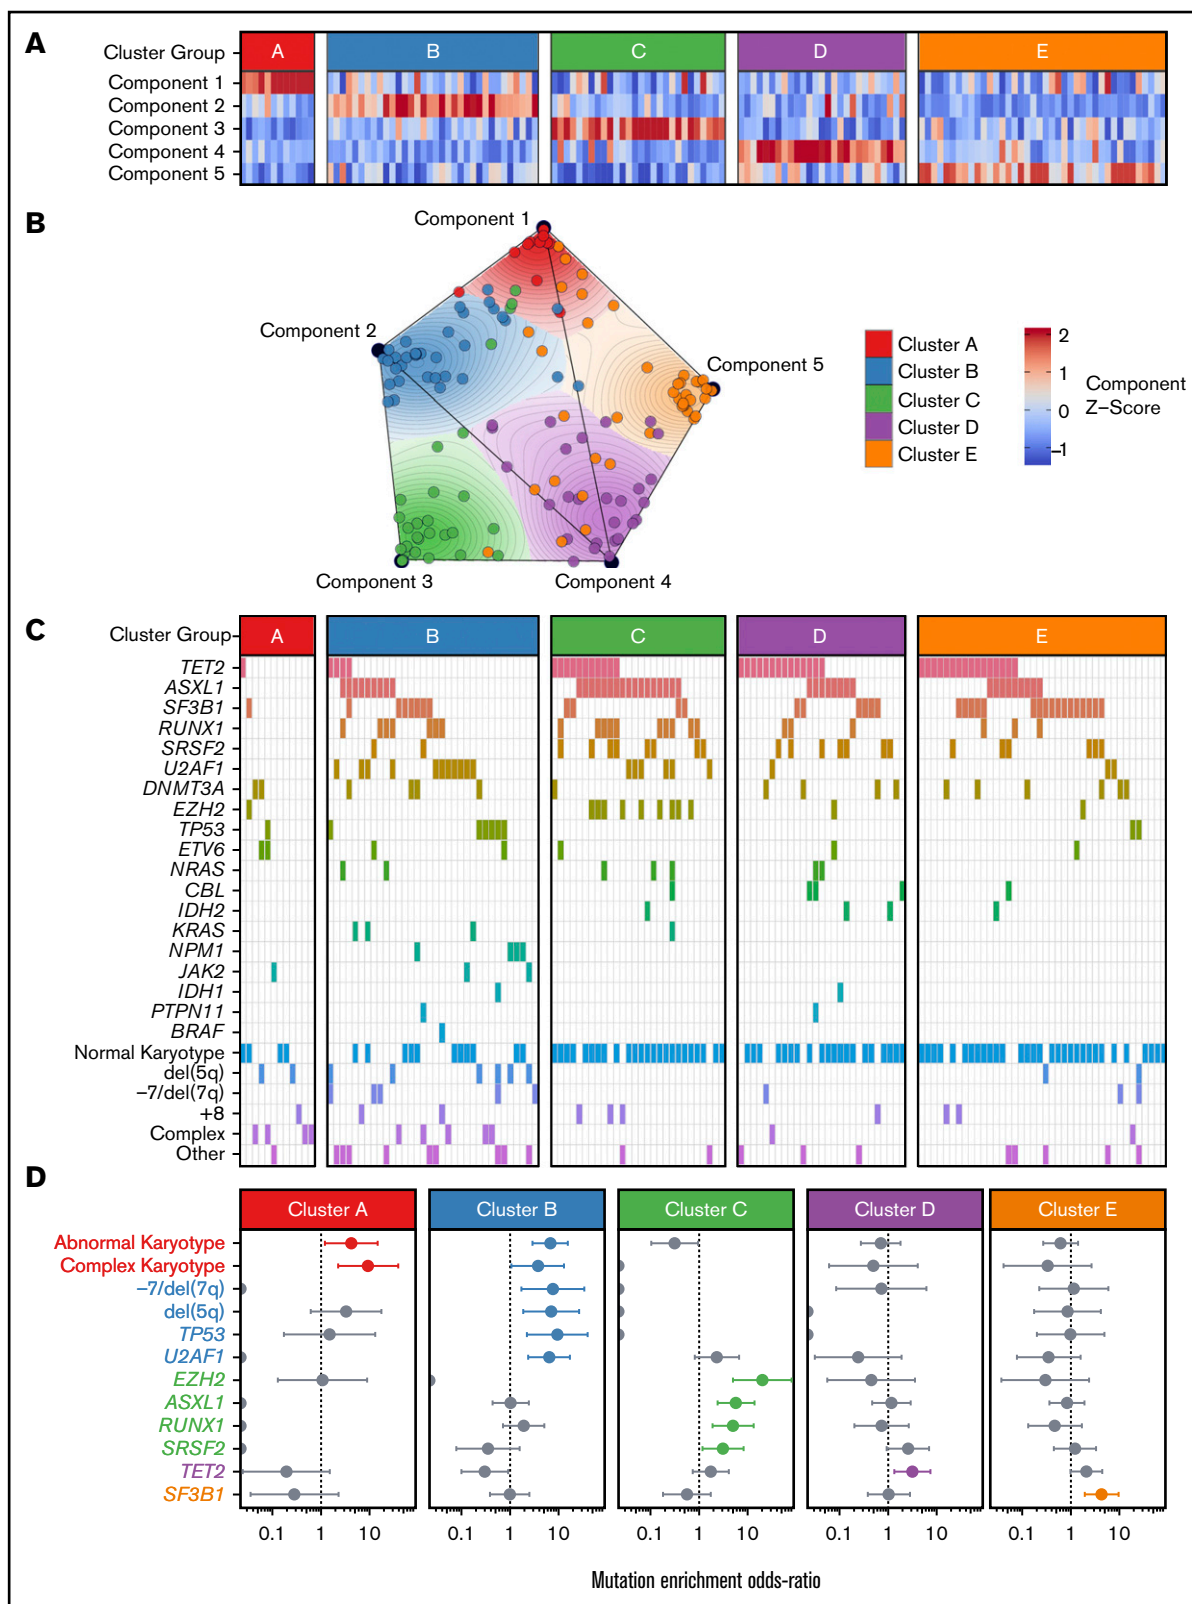 A
Cluster Group A B C D E
Component 1
Component 2
Component 3
Component 4
Component 5
B
Component 1
Component 2
Component 5
Component 3
Component 4
Cluster A
Cluster B
Cluster C
Cluster D
Cluster E
2
1
0
−1
Component
Z−Score
C
Cluster Group A B C D E
TET2
ASXL1
SF3B1
RUNX1
SRSF2
U2AF1
DNMT3A
EZH2
TP53
ETV6
NRAS
CBL
IDH2
KRAS
NPM1
JAK2
IDH1
PTPN11
BRAF
Normal Karyotype
del(5q)
−7/del(7q)
+8
Complex
Other
D
Cluster A Cluster B Cluster C Cluster D Cluster E
Abnormal Karyotype
Complex Karyotype
−7/del(7q)
del(5q)
TP53
U2AF1
EZH2
ASXL1
RUNX1
SRSF2
TET2
SF3B1
0.1 1 10 0.1 1 10 0.1 1 10 0.1 1 10 0.1 1 10
Mutation enrichment odds-ratio